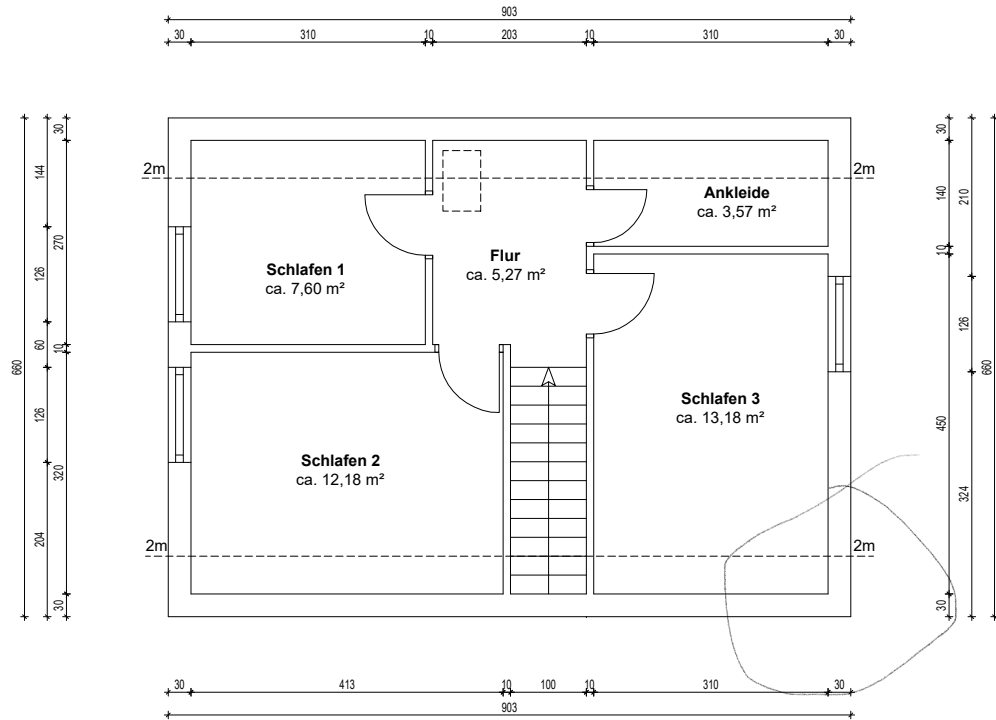 903
30 310 10 203 10 310 30
2m 2m
Ankleide
ca. 3,57 m²
Flur
ca. 5,27 m²
Schlafen 1
ca. 7,60 m²
Schlafen 3
ca. 13,18 m²
Schlafen 2
ca. 12,18 m²
2m 2m
660
144 126 60 126 204
30 270 10 320 30
30 140 10 450 30
210 126 324
660
30 413 10 100 10 310 30
903